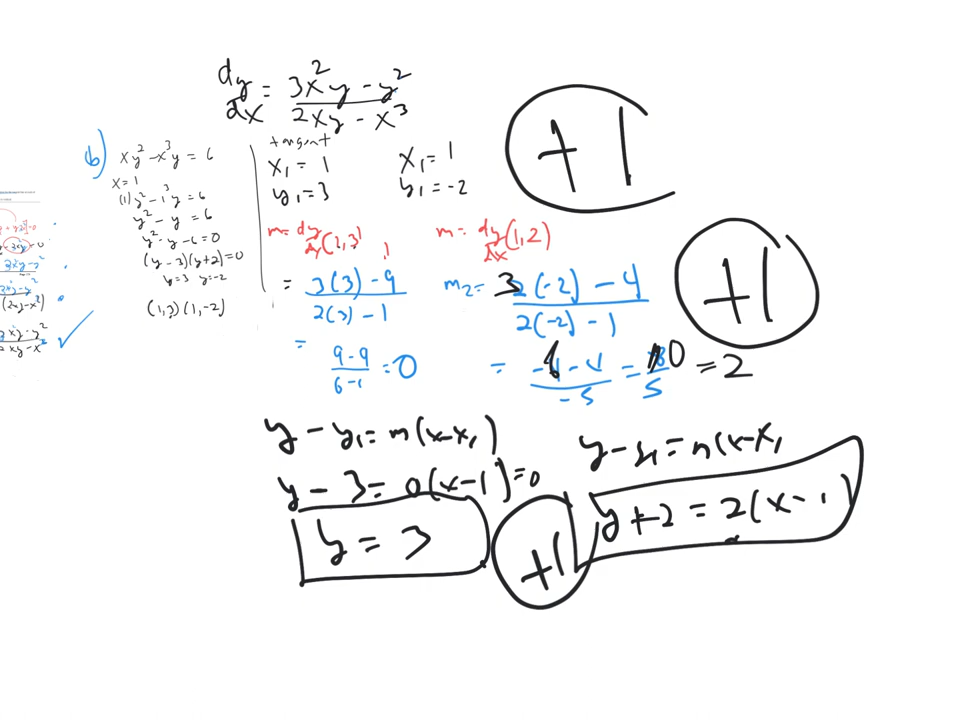 dy/dx = (3x²y - y²)/(2xy - x³)
+1
b)
xy² - x³y = 6
x = 1
(1)y² - 1³y = 6
y² - y = 6
y² - y - 6 = 0
(y - 3)(y + 2) = 0
y = 3 y = -2
(1,3) (1,-2)
tangent
x₁ = 1 x₁ = 1
y₁ = 3 y₁ = -2
m = dy/dx (1,3) m = dy/dx (1,2)
= (3(3) - 9)/(2(3) - 1) m₂ = (3(-2) - 4)/(2(-2) - 1)
+1
= (9 - 9)/(6 - 1) = 0 = (-6 - 4)/-5 = 10/5 = 2
y - y₁ = m(x - x₁) y - y₁ = m(x - x₁
y - 3 = 0(x - 1) = 0
y = 3 y + 2 = 2(x - 1)
+1